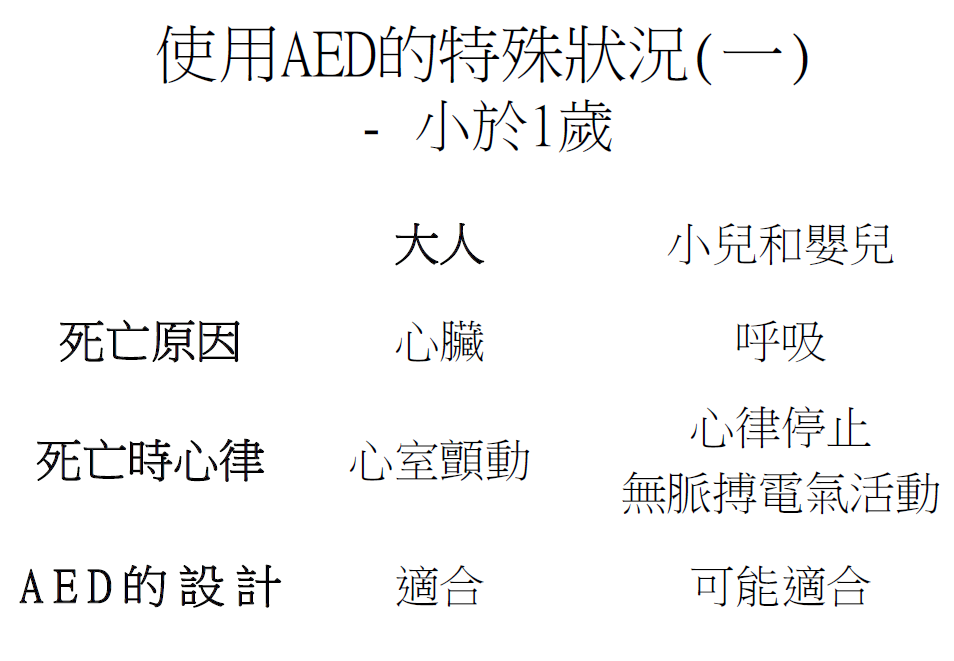 使用AED的特殊狀況(一)
- 小於1歲
大人 小兒和嬰兒
死亡原因 心臟 呼吸
死亡時心律 心室顫動 心律停止
無脈搏電氣活動
AED的設計 適合 可能適合